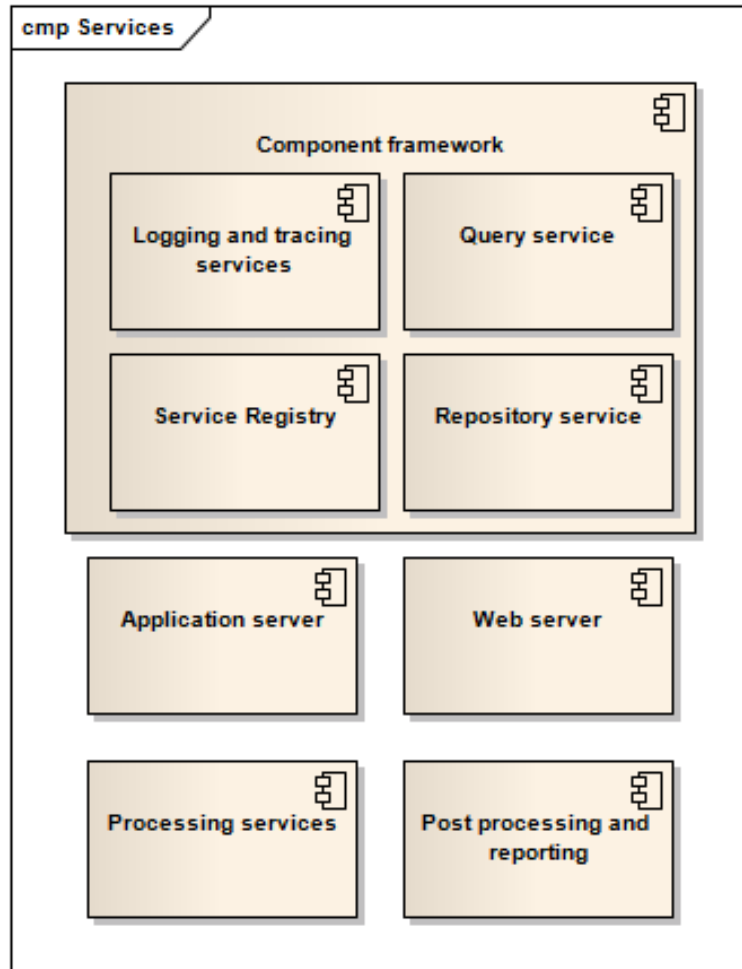 cmp Services
Component framework
Logging and tracing
services
Query service
Service Registry
Repository service
Application server
Web server
Processing services
Post processing and
reporting